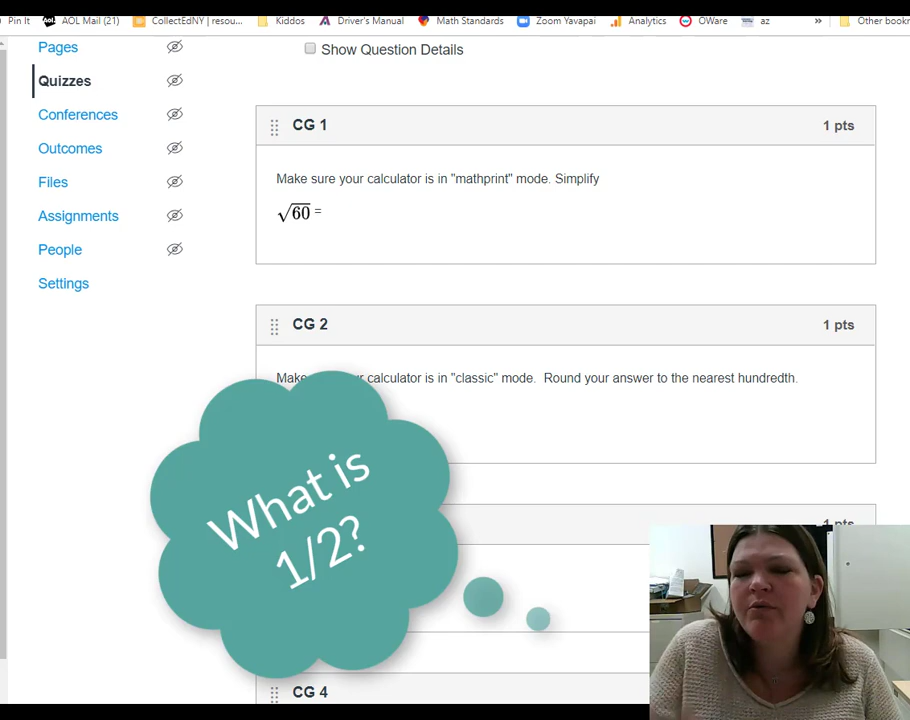 Pin It AOL Mail (21) CollectEdNY | resou... Kiddos Driver's Manual Math Standards Zoom Yavapai Analytics OWare az » Other bookr
Pages
Show Question Details
Quizzes
Conferences
CG 1 1 pts
Outcomes
Files
Make sure your calculator is in "mathprint" mode. Simplify
Assignments
√60 =
People
Settings
CG 2 1 pts
calculator is in "classic" mode. Round your answer to the nearest hundredth.
What is
1/2?
1 pts
CG 4